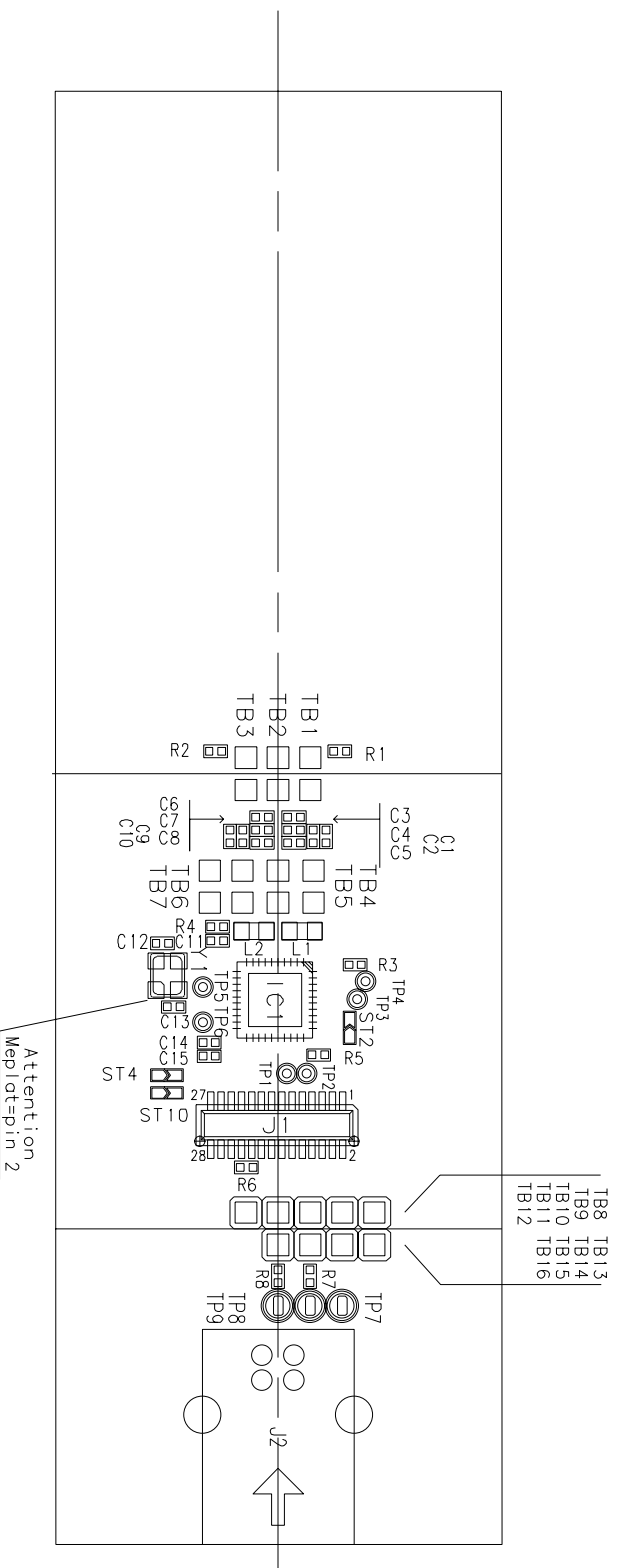 TB1
TB2
TB3
R2
R1
C6
C7
C8
C9
C10
C3
C4
C5
C1
C2
TB4
TB5
TB6
TB7
R4
C11
C12
L2
L1
R3
TP4
TP3
ST2
IC1
TP5
TP6
C13
C14
C15
R5
TP1
TP2
ST4
ST10
27
1
J1
28
2
R6
Attention
Meplat=pin 2
TB8 TB13
TB9 TB14
TB10 TB15
TB11 TB16
TB12
R8
R7
TP7
TP8
TP9
J2